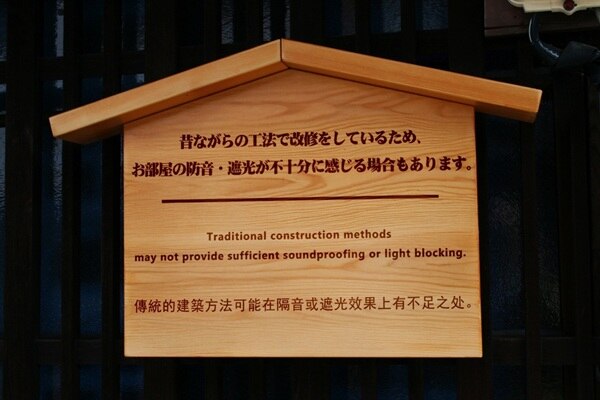 昔ながらの工法で改修をしているため、
お部屋の防音・遮光が不十分に感じる場合もあります。
Traditional construction methods
may not provide sufficient soundproofing or light blocking.
傳統的建築方法可能在隔音或遮光效果上有不足之处。